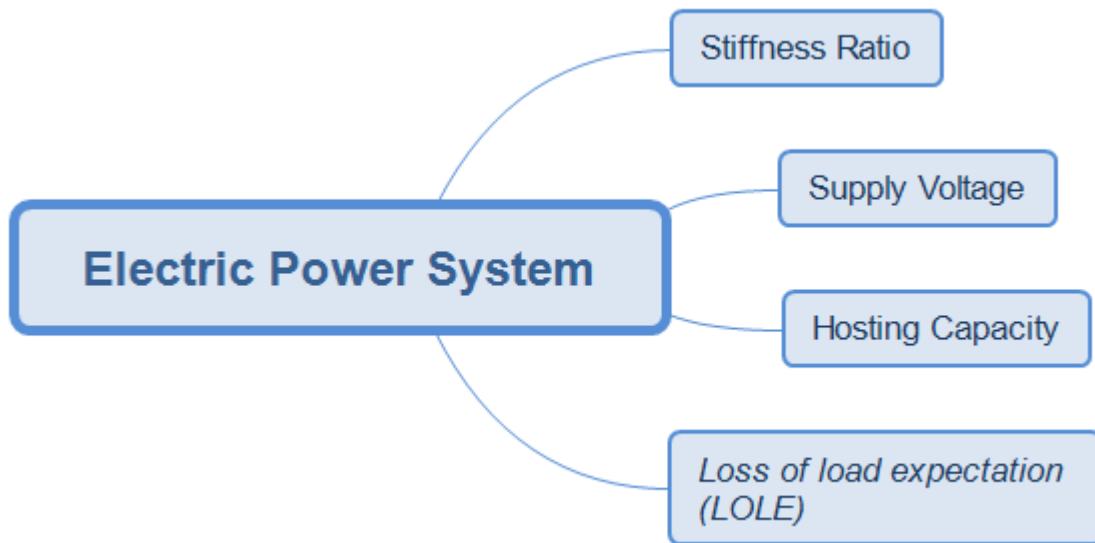 Stiffness Ratio
Supply Voltage
Electric Power System
Hosting Capacity
Loss of load expectation
(LOLE)